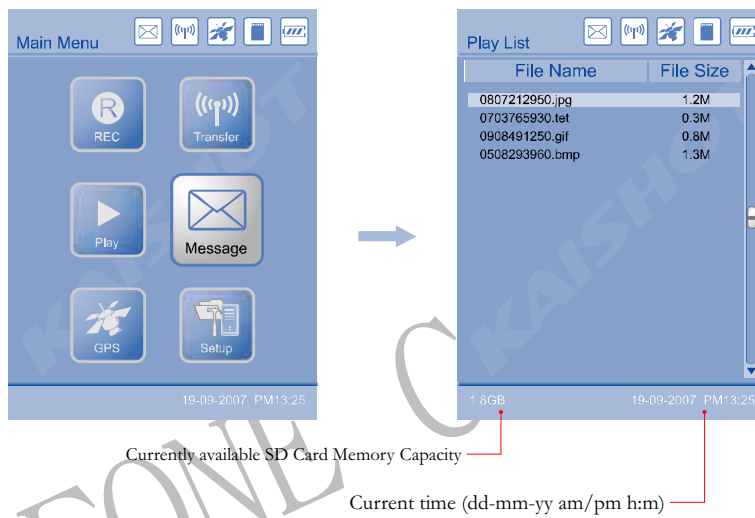 Main Menu
REC
Transfer
Play
Message
GPS
Setup
19-09-2007 PM13:25
Play List
File Name File Size
0807212950.jpg 1.2M
0703765930.tet 0.3M
0908491250.gif 0.8M
0508293960.bmp 1.3M
1.8GB 19-09-2007 PM13:25
Currently available SD Card Memory Capacity
Current time (dd-mm-yy am/pm h:m)
KAISHOT
KAISHOT